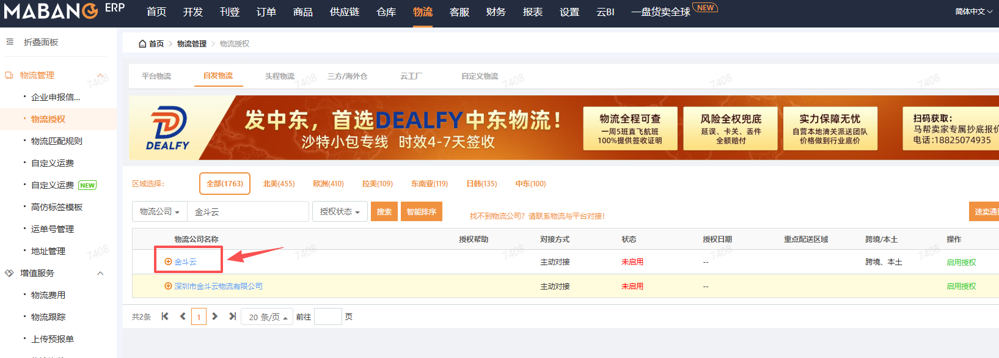 MABANG ERP
首页 开发 刊登 订单 商品 供应链 仓库 物流 客服 财务 报表 设置 云BI 一盘货卖全球 NEW
简体中文
折叠面板
物流管理
企业申报信...
物流授权
物流匹配规则
自定义运费
自定义运费 NEW
高仿标签模板
运单号管理
地址管理
增值服务
物流费用
物流跟踪
上传预报单
首页 > 物流管理 > 物流授权
平台物流 自发物流 头程物流 三方/海外仓 云工厂 自定义物流
DEALFY
发中东，首选DEALFY中东物流！
沙特小包专线 时效4-7天签收
物流全程可查
一周5班直飞航班
100%提供签收证明
风险全权兜底
延误、卡关、丢件
全额赔付
实力保障无忧
自营本地清关派送团队
价格做到行业底价
扫码获取：
马帮卖家专属抄底报价
电话:18825074935
区域选择： 全部(1763) 北美(455) 欧洲(410) 拉美(109) 东南亚(119) 日韩(135) 中东(100)
物流公司 金斗云 授权状态 搜索 智能排序 找不到物流公司？请联系物流与平台对接！ 速卖通
物流公司名称 授权帮助 对接方式 状态 授权日期 重点配送区域 跨境/本土 操作
金斗云 主动对接 未启用 -- 跨境、本土 启用授权
深圳市金斗云物流有限公司 主动对接 未启用 -- 启用授权
共2条 1 20 条/页 前往 页
7408
7408
7408
7408
7408
7408
7408
7408
7408
7408